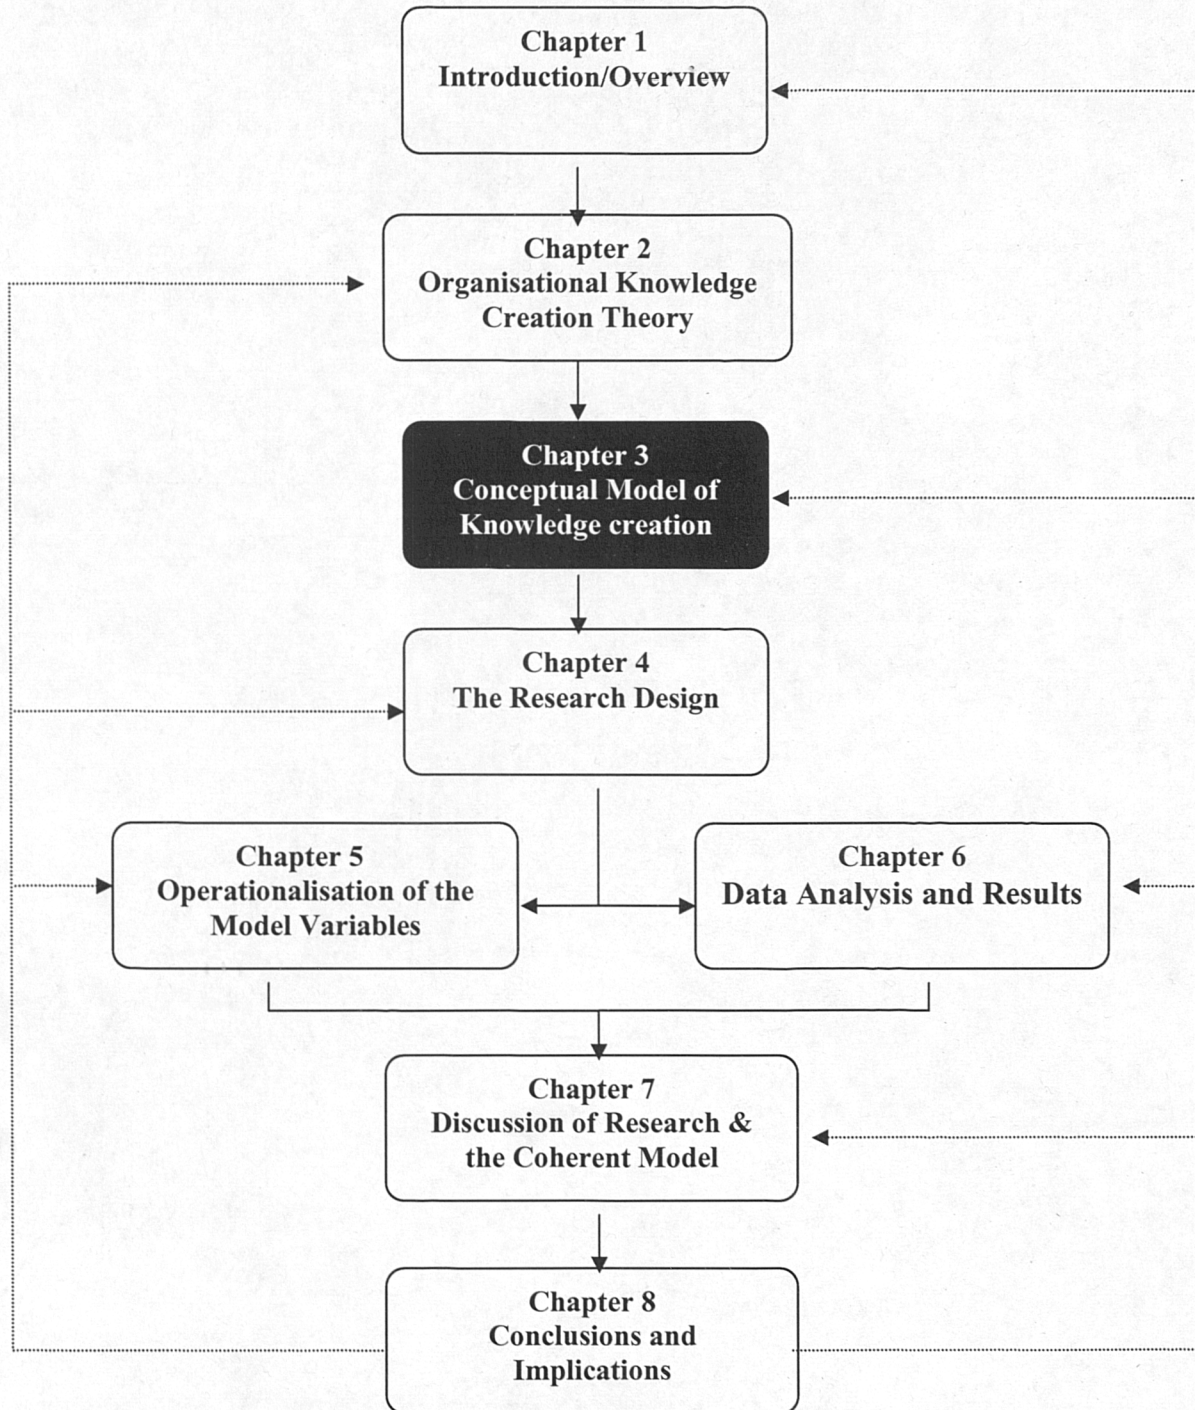 Chapter 1
Introduction/Overview
Chapter 2
Organisational Knowledge
Creation Theory
Chapter 3
Conceptual Model of
Knowledge creation
Chapter 4
The Research Design
Chapter 5
Operationalisation of the
Model Variables
Chapter 6
Data Analysis and Results
Chapter 7
Discussion of Research &
the Coherent Model
Chapter 8
Conclusions and
Implications